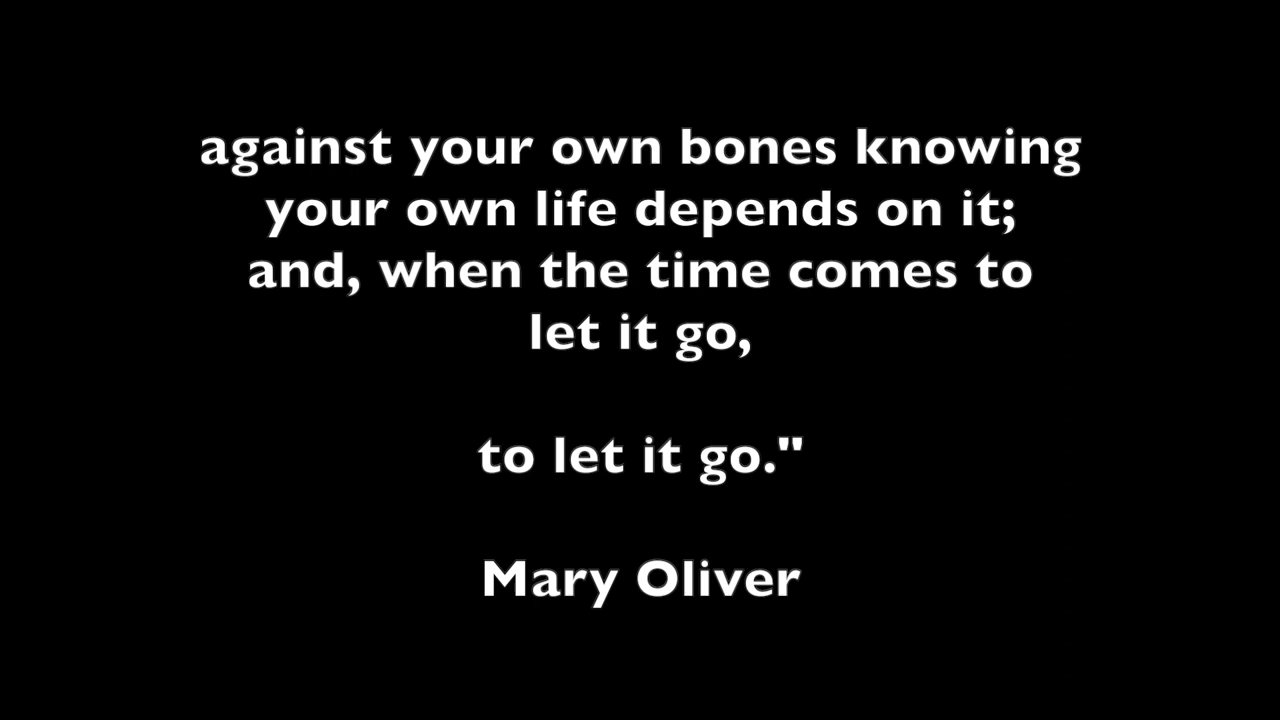 against your own bones knowing
your own life depends on it;
and, when the time comes to
let it go,
to let it go."
Mary Oliver